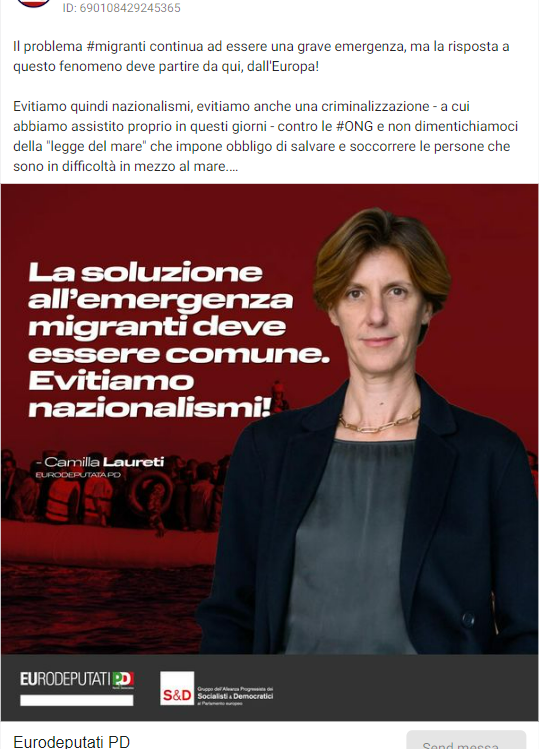 ID: 690108429245365
Il problema #migranti continua ad essere una grave emergenza, ma la risposta a
questo fenomeno deve partire da qui, dall'Europa!
Evitiamo quindi nazionalismi, evitiamo anche una criminalizzazione - a cui
abbiamo assistito proprio in questi giorni - contro le #ONG e non dimentichiamoci
della "legge del mare" che impone obbligo di salvare e soccorrere le persone che
sono in difficoltà in mezzo al mare....
La soluzione
all'emergenza
migranti deve
essere comune.
Evitiamo
nazionalismi!
- Camilla Laureti
EURODEPUTATA PD
EURODEPUTATI PD
S&D
Gruppo dell'Alleanza Progressista dei
Socialisti & Democratici
al Parlamento europeo
Eurodeputati PD
Send messa